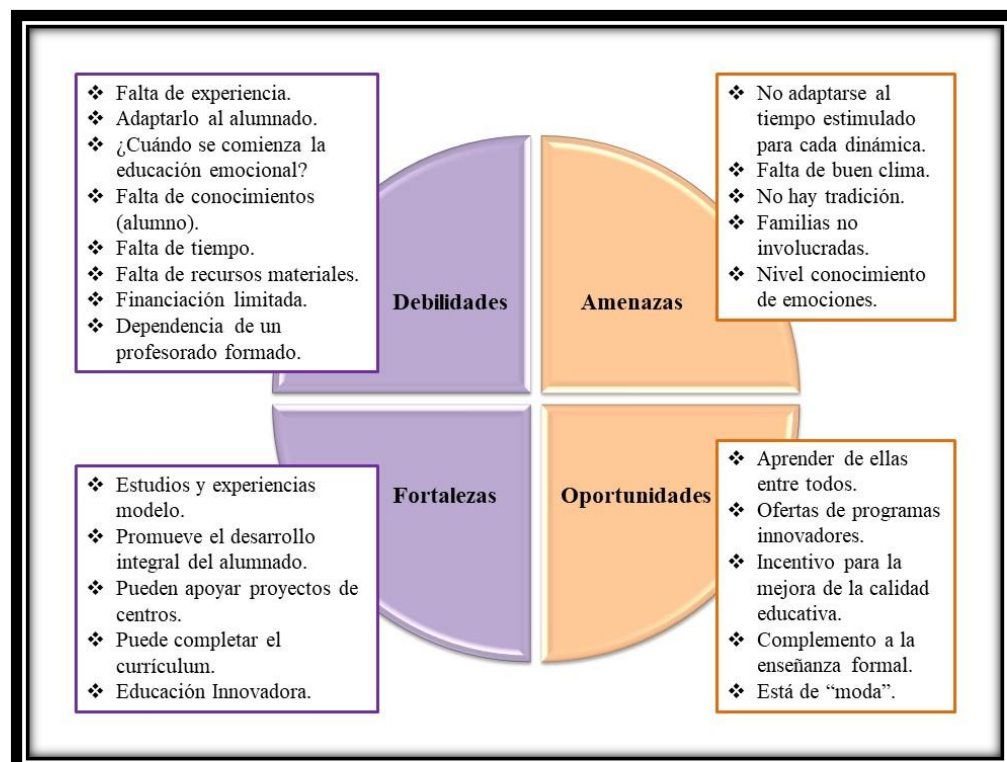 ❖ Falta de experiencia.
❖ Adaptarlo al alumnado.
❖ ¿Cuándo se comienza la
educación emocional?
❖ Falta de conocimientos
(alumno).
❖ Falta de tiempo.
❖ Falta de recursos materiales.
❖ Financiación limitada.
❖ Dependencia de un
profesorado formado.
Debilidades
❖ No adaptarse al
tiempo estimulado
para cada dinámica.
❖ Falta de buen clima.
❖ No hay tradición.
❖ Familias no
involucradas.
❖ Nivel conocimiento
de emociones.
Amenazas
❖ Estudios y experiencias
modelo.
❖ Promueve el desarrollo
integral del alumnado.
❖ Pueden apoyar proyectos de
centros.
❖ Puede completar el
currículum.
❖ Educación Innovadora.
Fortalezas
❖ Aprender de ellas
entre todos.
❖ Ofertas de programas
innovadores.
❖ Incentivo para la
mejora de la calidad
educativa.
❖ Complemento a la
enseñanza formal.
❖ Está de “moda”.
Oportunidades